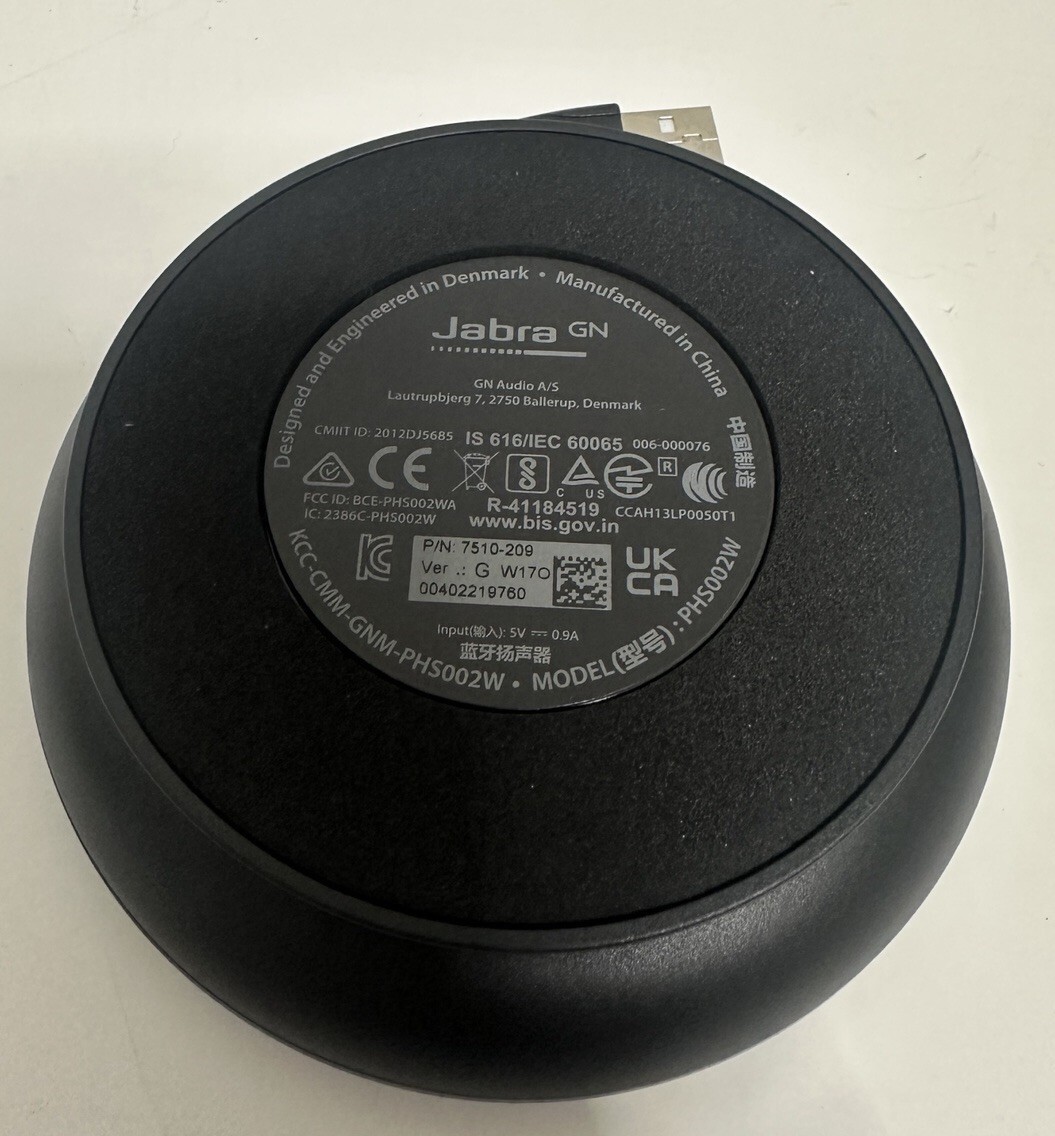 Designed and Engineered in Denmark • Manufactured in China
中国制造
Jabra GN
GN Audio A/S
Lautrupbjerg 7, 2750 Ballerup, Denmark
CMIIT ID: 2012DJ5685 IS 616/IEC 60065 006-000076
CE C US R
FCC ID: BCE-PHS002WA R-41184519 CCAH13LP0050T1
IC: 2386C-PHS002W www.bis.gov.in
P/N: 7510-209
Ver .: G W17O
00402219760
UK
CA
Input(输入): 5V 0.9A
蓝牙扬声器
KCC-CMM-GNM-PHS002W • MODEL(型号): PHS002W